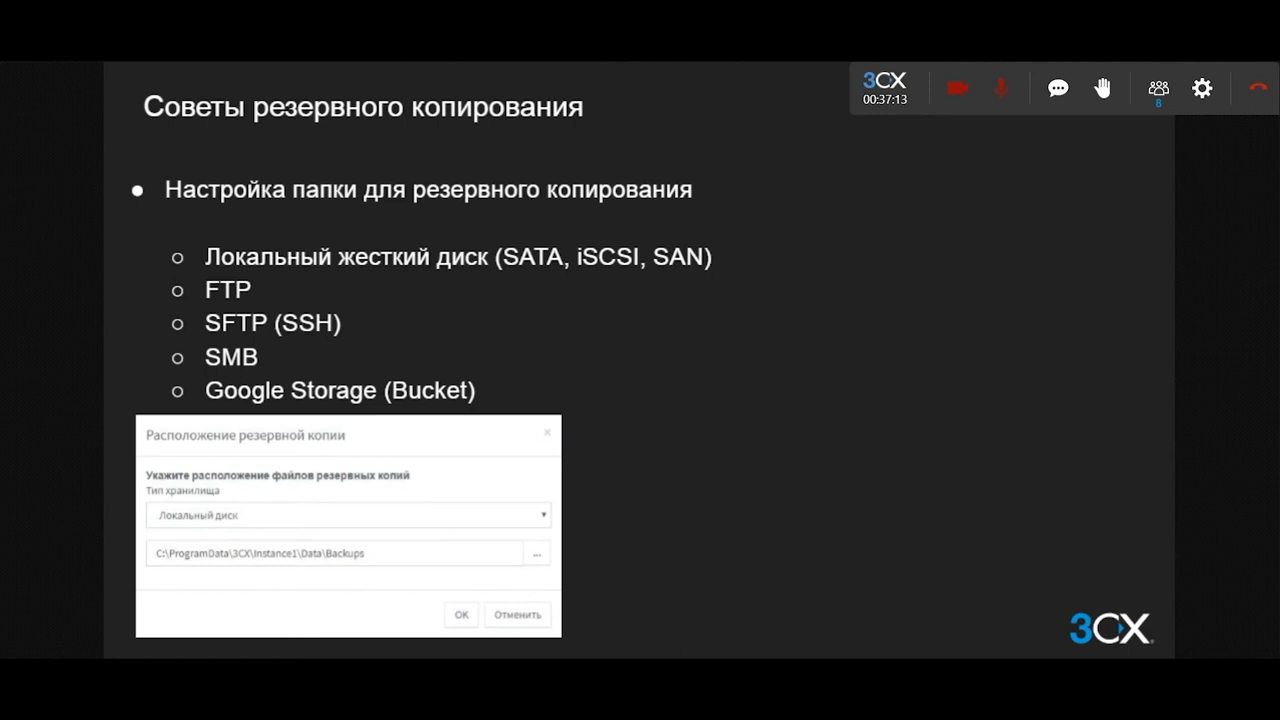 3CX
00:37:13
8
Советы резервного копирования
Настройка папки для резервного копирования
Локальный жесткий диск (SATA, iSCSI, SAN)
FTP
SFTP (SSH)
SMB
Google Storage (Bucket)
Расположение резервной копии
Укажите расположение файлов резервных копий
Тип хранилища
Локальный диск
C:\ProgramData\3CX\Instance1\Data\Backups
...
OK
Отменить
3CX